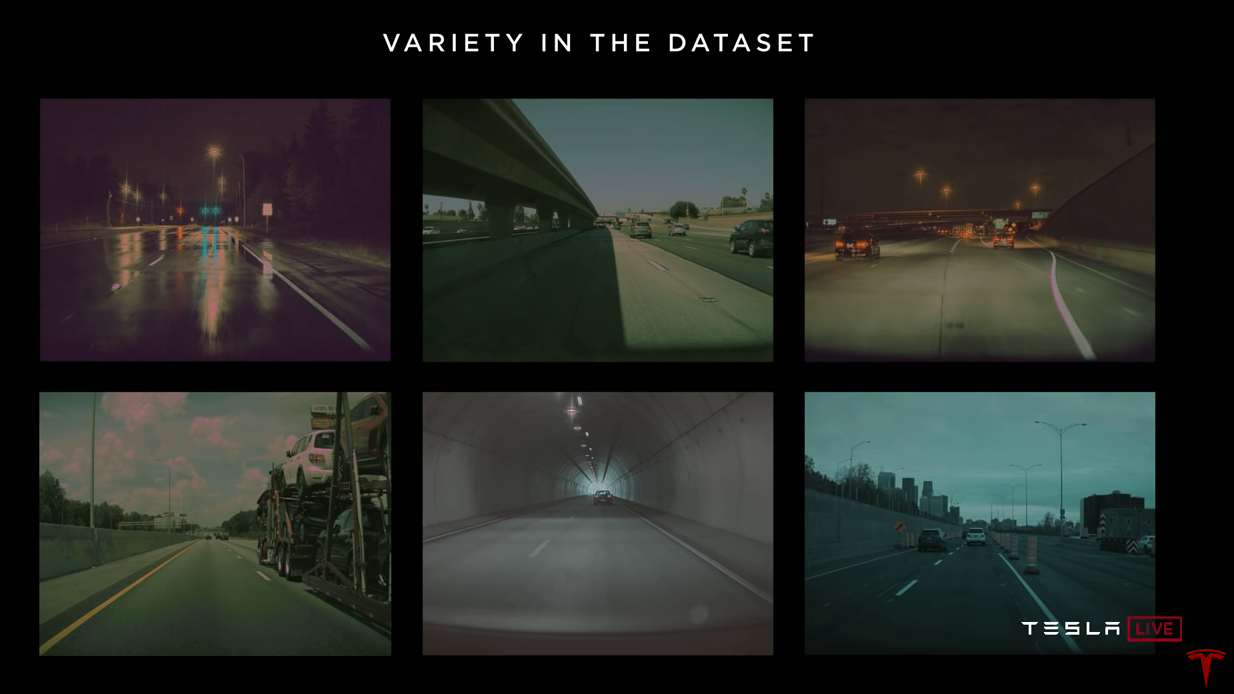 VARIETY IN THE DATASET
TESLA LIVE